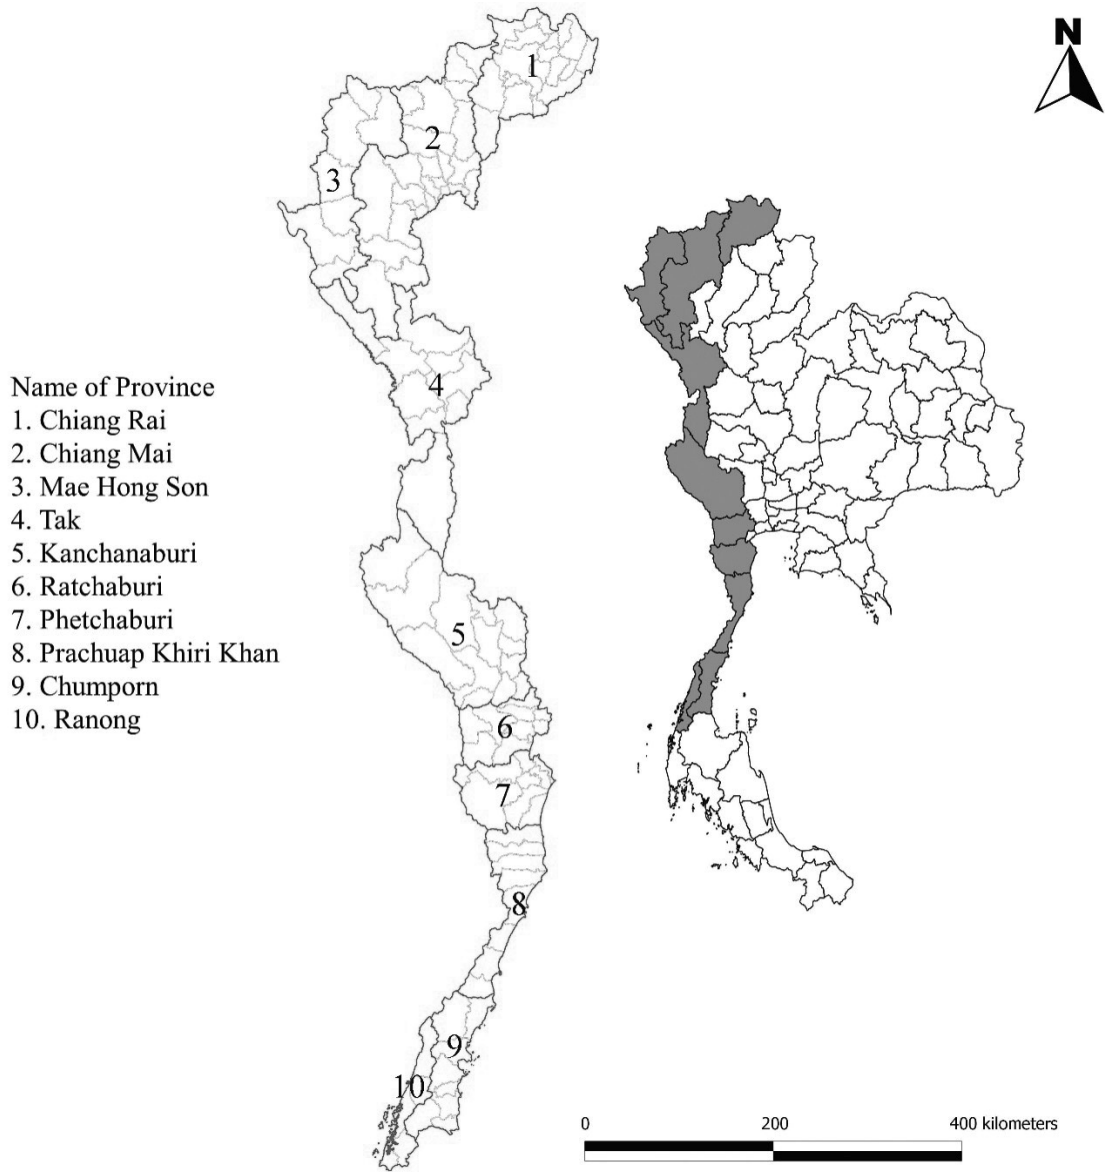 N
1
2
3
4
5
6
7
8
9
10
Name of Province
1. Chiang Rai
2. Chiang Mai
3. Mae Hong Son
4. Tak
5. Kanchanaburi
6. Ratchaburi
7. Phetchaburi
8. Prachuap Khiri Khan
9. Chumporn
10. Ranong
0 200 400 kilometers